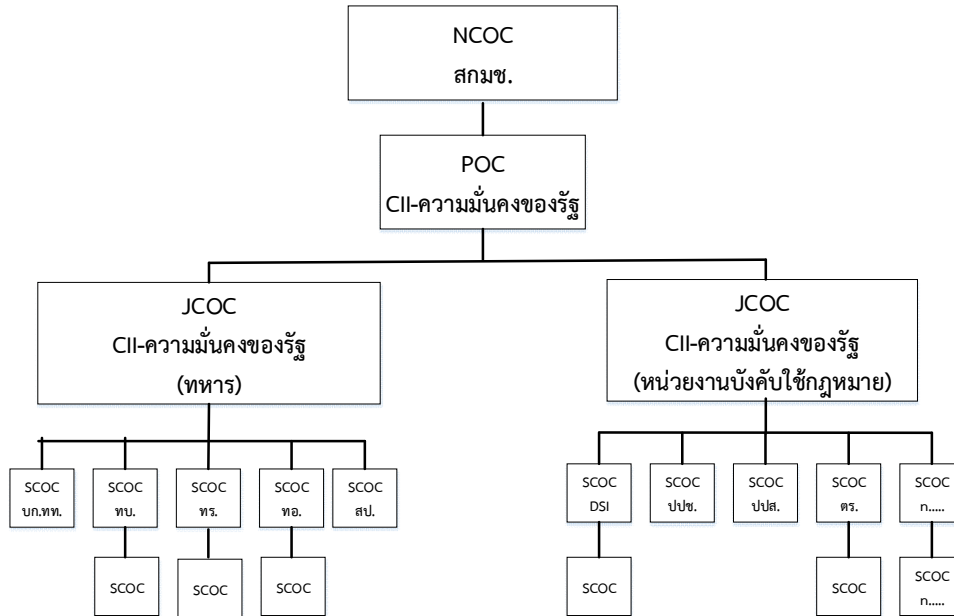 NCOC
สกมช.
POC
CII-ความมั่นคงของรัฐ
JCOC
CII-ความมั่นคงของรัฐ
(ทหาร)
JCOC
CII-ความมั่นคงของรัฐ
(หน่วยงานบังคับใช้กฎหมาย)
SCOC
บก.ทท.
SCOC
ทบ.
SCOC
ทร.
SCOC
ทอ.
SCOC
สป.
SCOC
DSI
SCOC
ปปช.
SCOC
ปปส.
SCOC
ตร.
SCOC
n.....
SCOC
SCOC
SCOC
SCOC
SCOC
SCOC
n.....